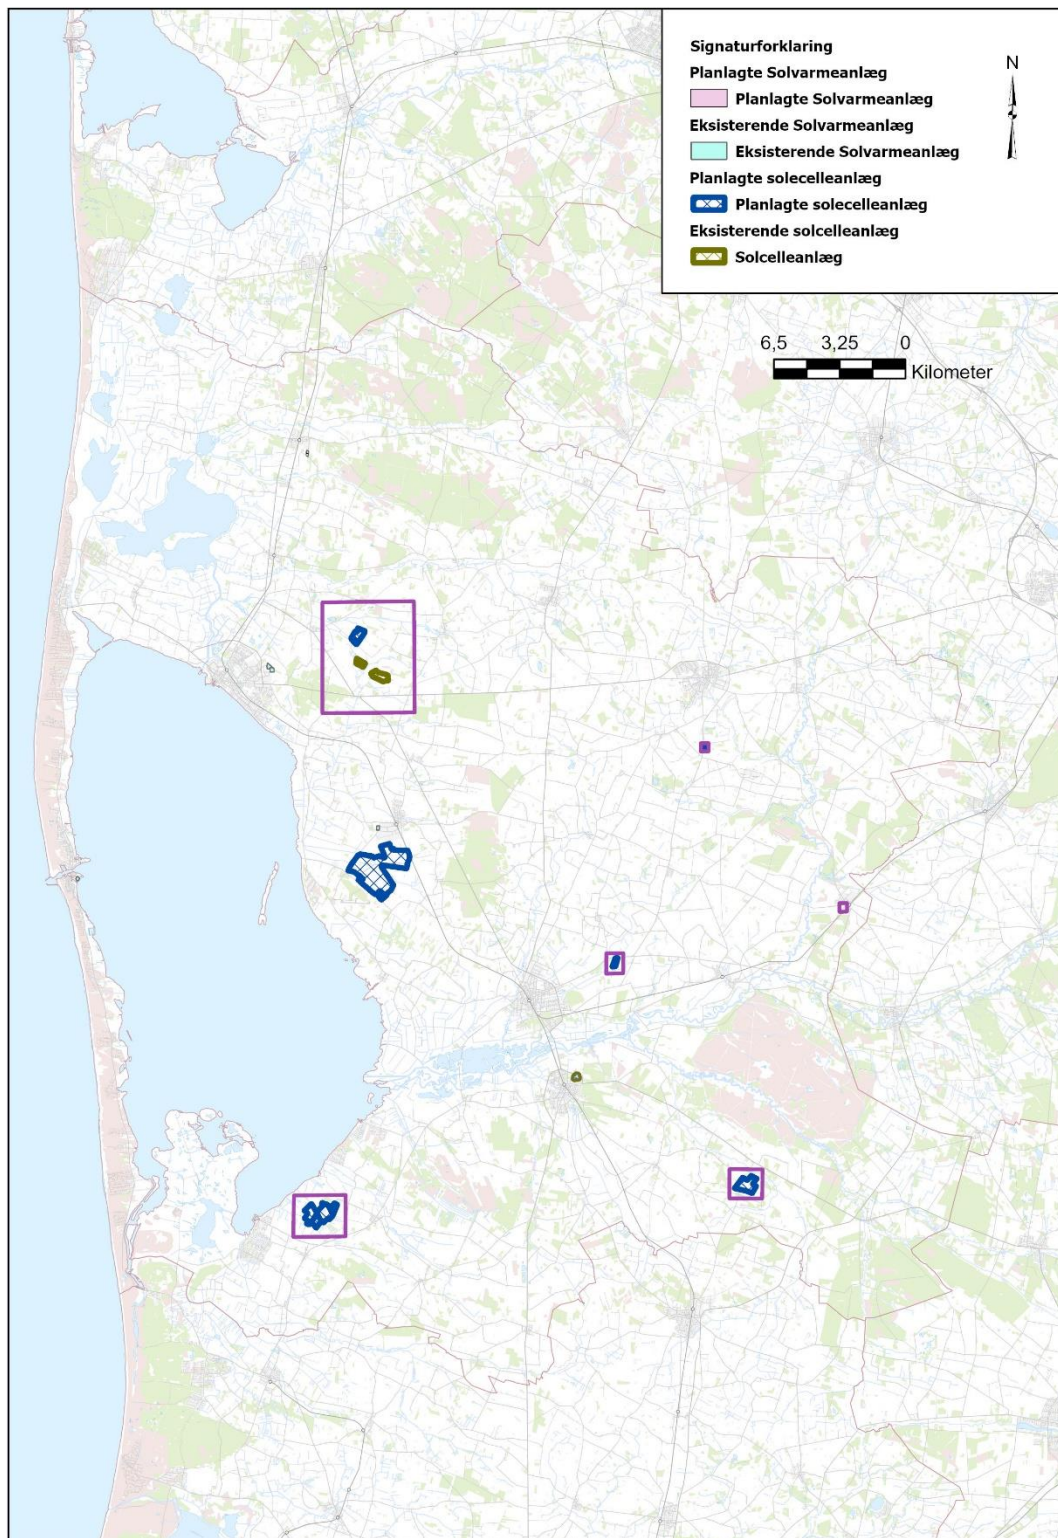 Signaturforklaring
Planlagte Solvarmeanlæg
Planlagte Solvarmeanlæg
Eksisterende Solvarmeanlæg
Eksisterende Solvarmeanlæg
Planlagte solecelleanlæg
Planlagte solecelleanlæg
Eksisterende solcelleanlæg
Solcelleanlæg
N
6,5 3,25 0
Kilometer